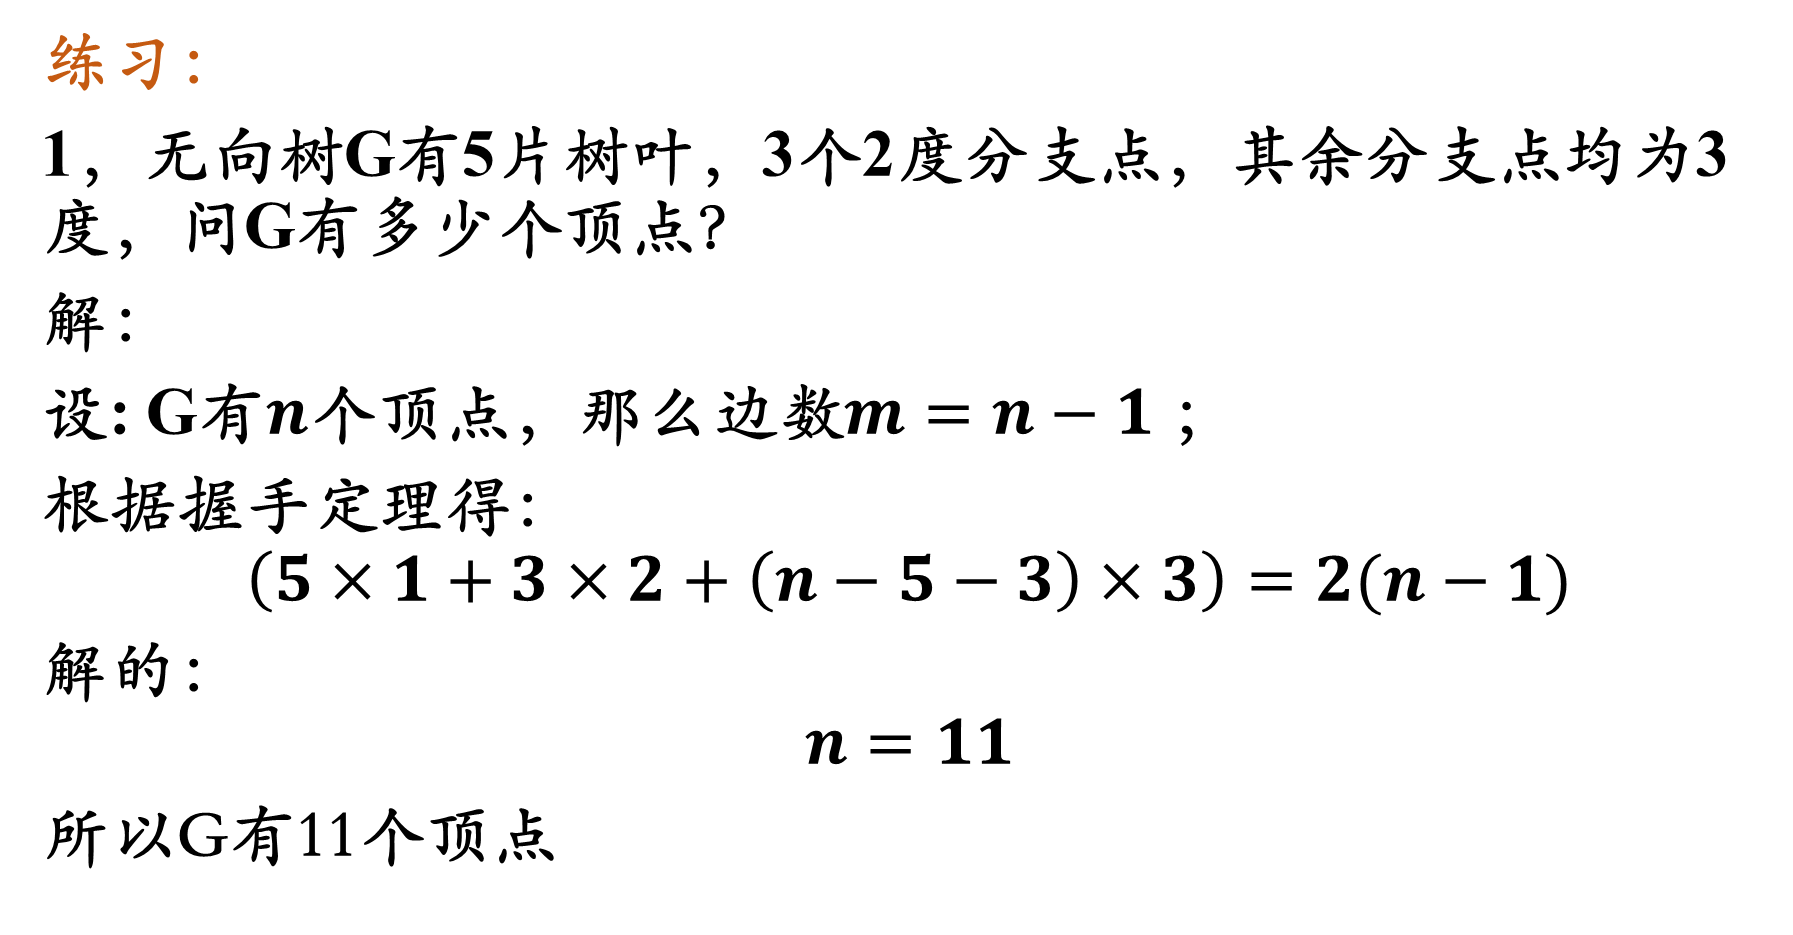 练习：
1，无向树G有5片树叶，3个2度分支点，其余分支点均为3
度，问G有多少个顶点?
解：
设: G有n个顶点，那么边数m = n − 1；
根据握手定理得：
(5 × 1 + 3 × 2 + (n − 5 − 3) × 3) = 2(n − 1)
解的：
n = 11
所以G有11个顶点